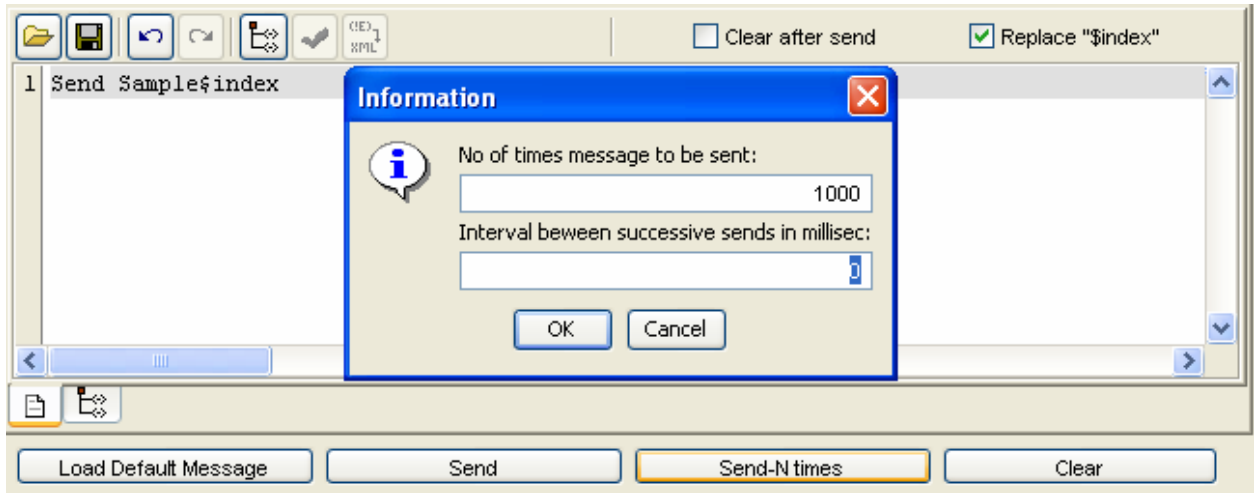 (!E)
XML
Clear after send
Replace "$index"
1 Send Sample$index
Information
No of times message to be sent:
1000
Interval beween successive sends in millisec:
0
OK
Cancel
Load Default Message
Send
Send-N times
Clear